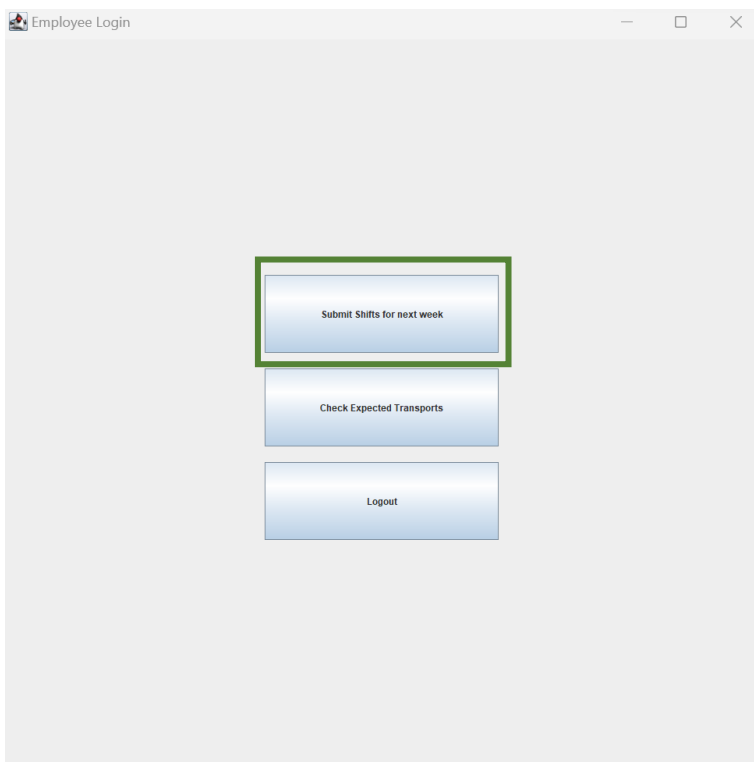 Employee Login
Submit Shifts for next week
Check Expected Transports
Logout